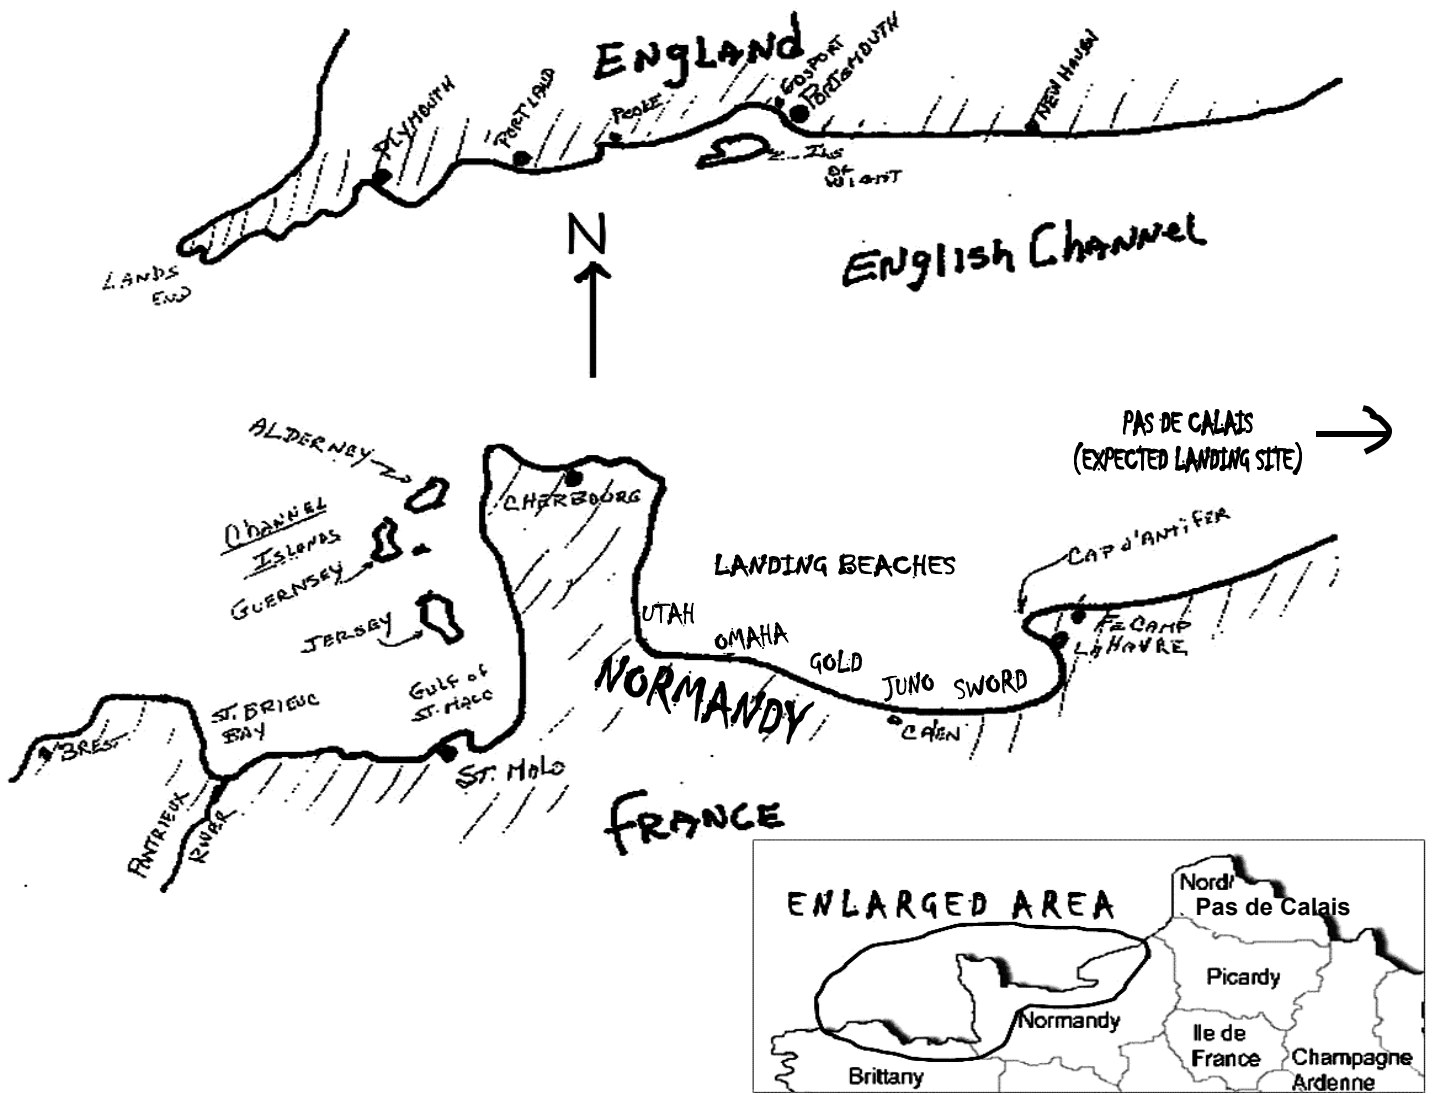 ENGLAND
PLYMOUTH
PORTLAND
POOLE
GOSPORT
PORTSMOUTH
NEW HAVEN
OF
WIGHT
LANDS
END
N
ENglish ChANNEL
PAS DE CALAIS
(EXPECTED LANDING SITE)
ALDERNEY
ChANNEL
ISLANDS
GUERNSEY
JERSEY
CHERBOURG
LANDING BEACHES
CAP d'ANTIFER
UTAH
OMAHA
GOLD
JUNO
SWORD
FECAMP
LA HAVRE
NORMANDY
GULF OF
ST. MALO
ST. BRIEUC
BAY
BREST
CAEN
ST. MALO
PANTRIEUX
RIVER
FRANCE
ENLARGED AREA
Nord/
Pas de Calais
Picardy
Normandy
Ile de
France
Champagne
Ardenne
Brittany